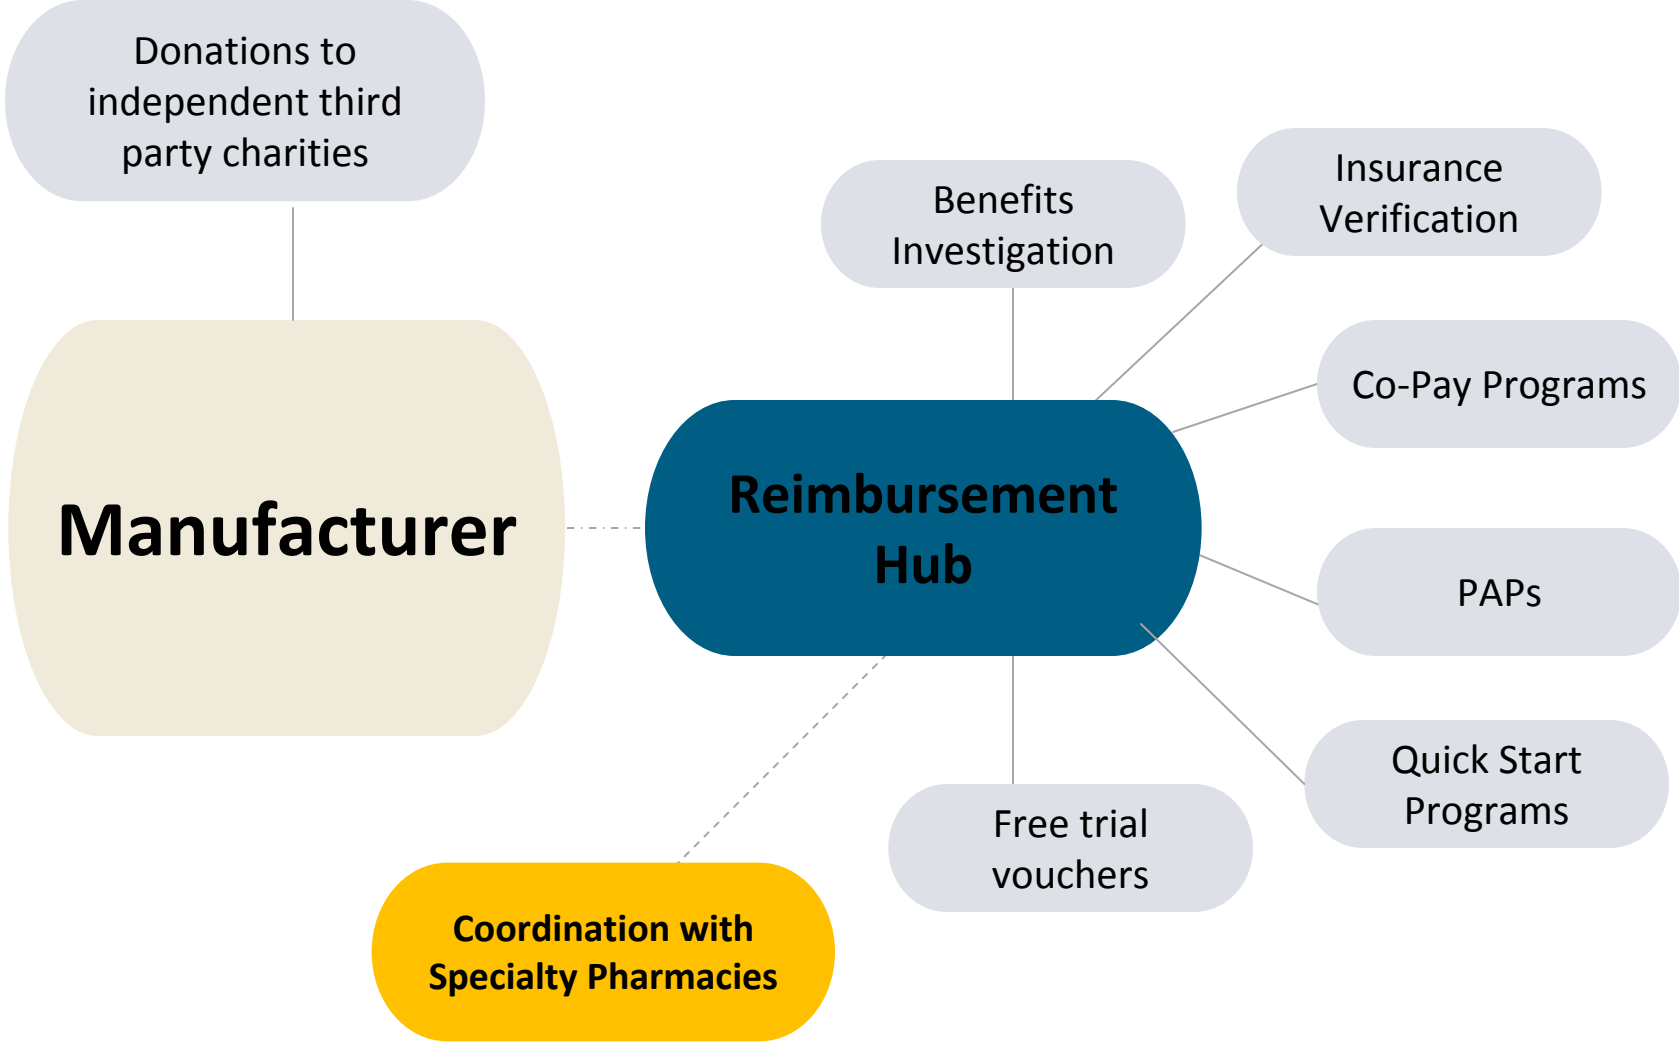 Donations to
independent third
party charities
Benefits
Investigation
Insurance
Verification
Co-Pay Programs
Manufacturer
Reimbursement
Hub
PAPs
Quick Start
Programs
Free trial
vouchers
Coordination with
Specialty Pharmacies